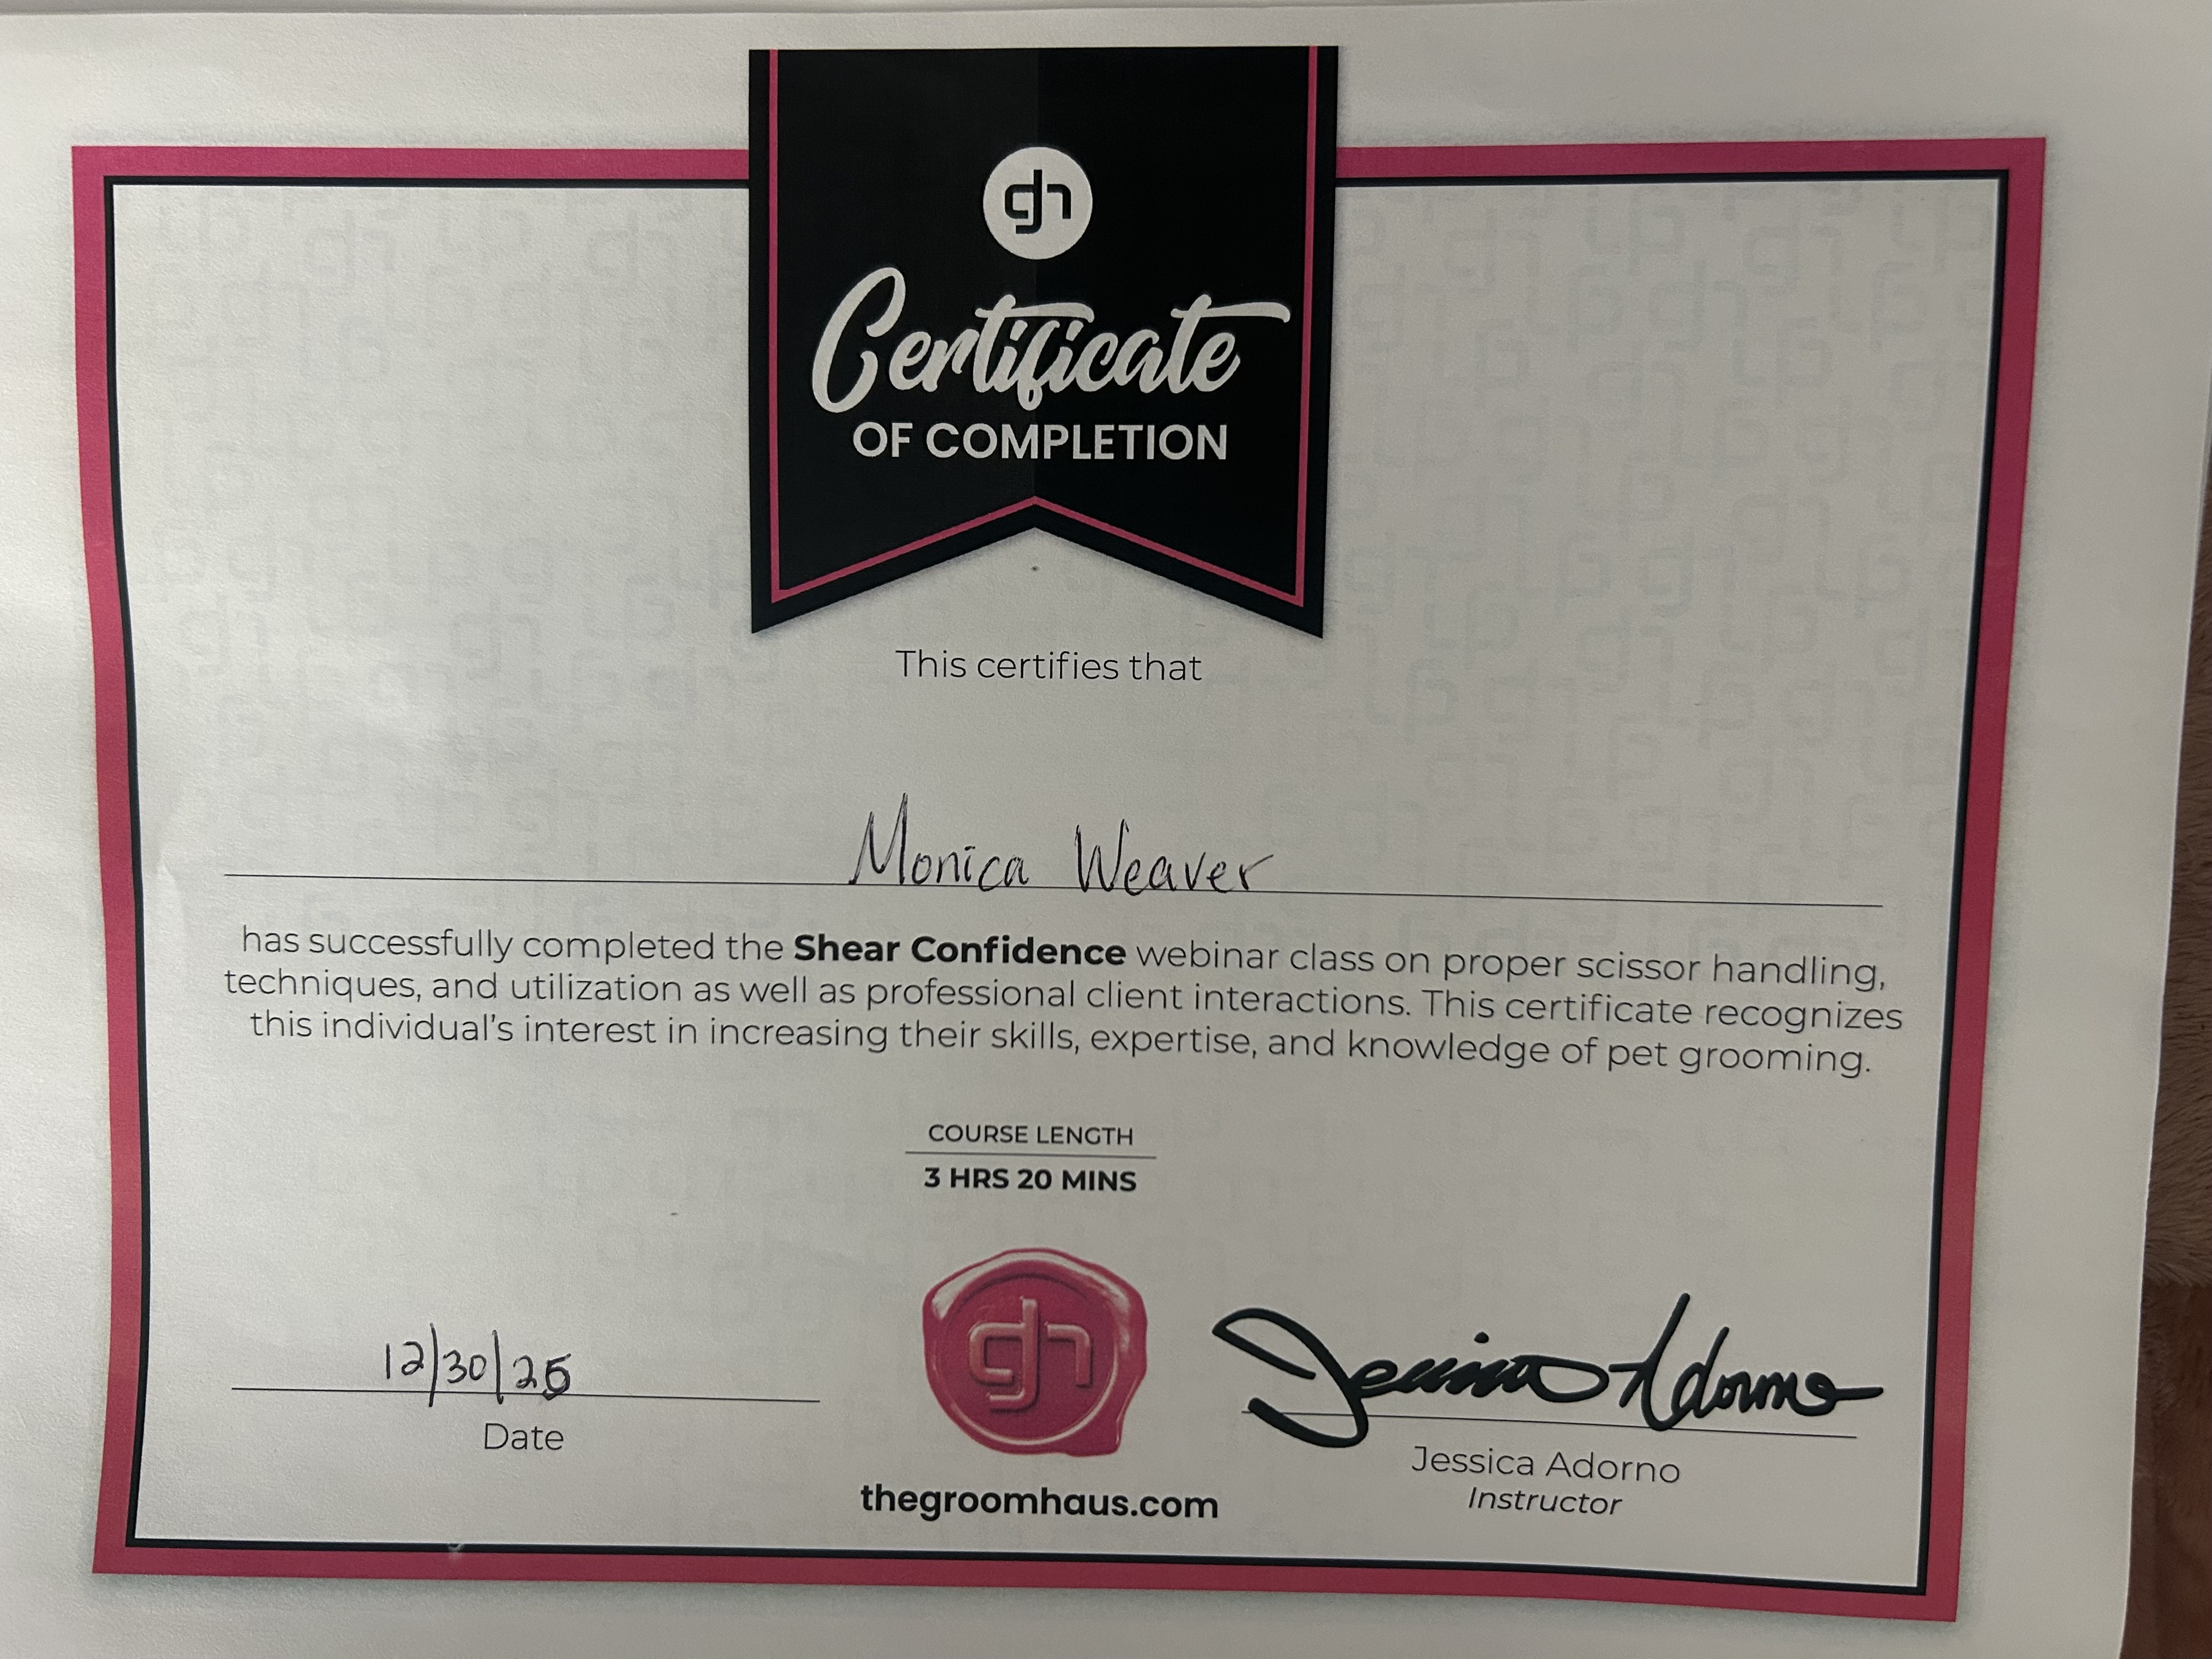 gh
Certificate
OF COMPLETION
This certifies that
Monica Weaver
has successfully completed the Shear Confidence webinar class on proper scissor handling,
techniques, and utilization as well as professional client interactions. This certificate recognizes
this individual's interest in increasing their skills, expertise, and knowledge of pet grooming.
COURSE LENGTH
3 HRS 20 MINS
gh
12/30/25
Jessica Adorno
Date
Jessica Adorno
Instructor
thegroomhaus.com